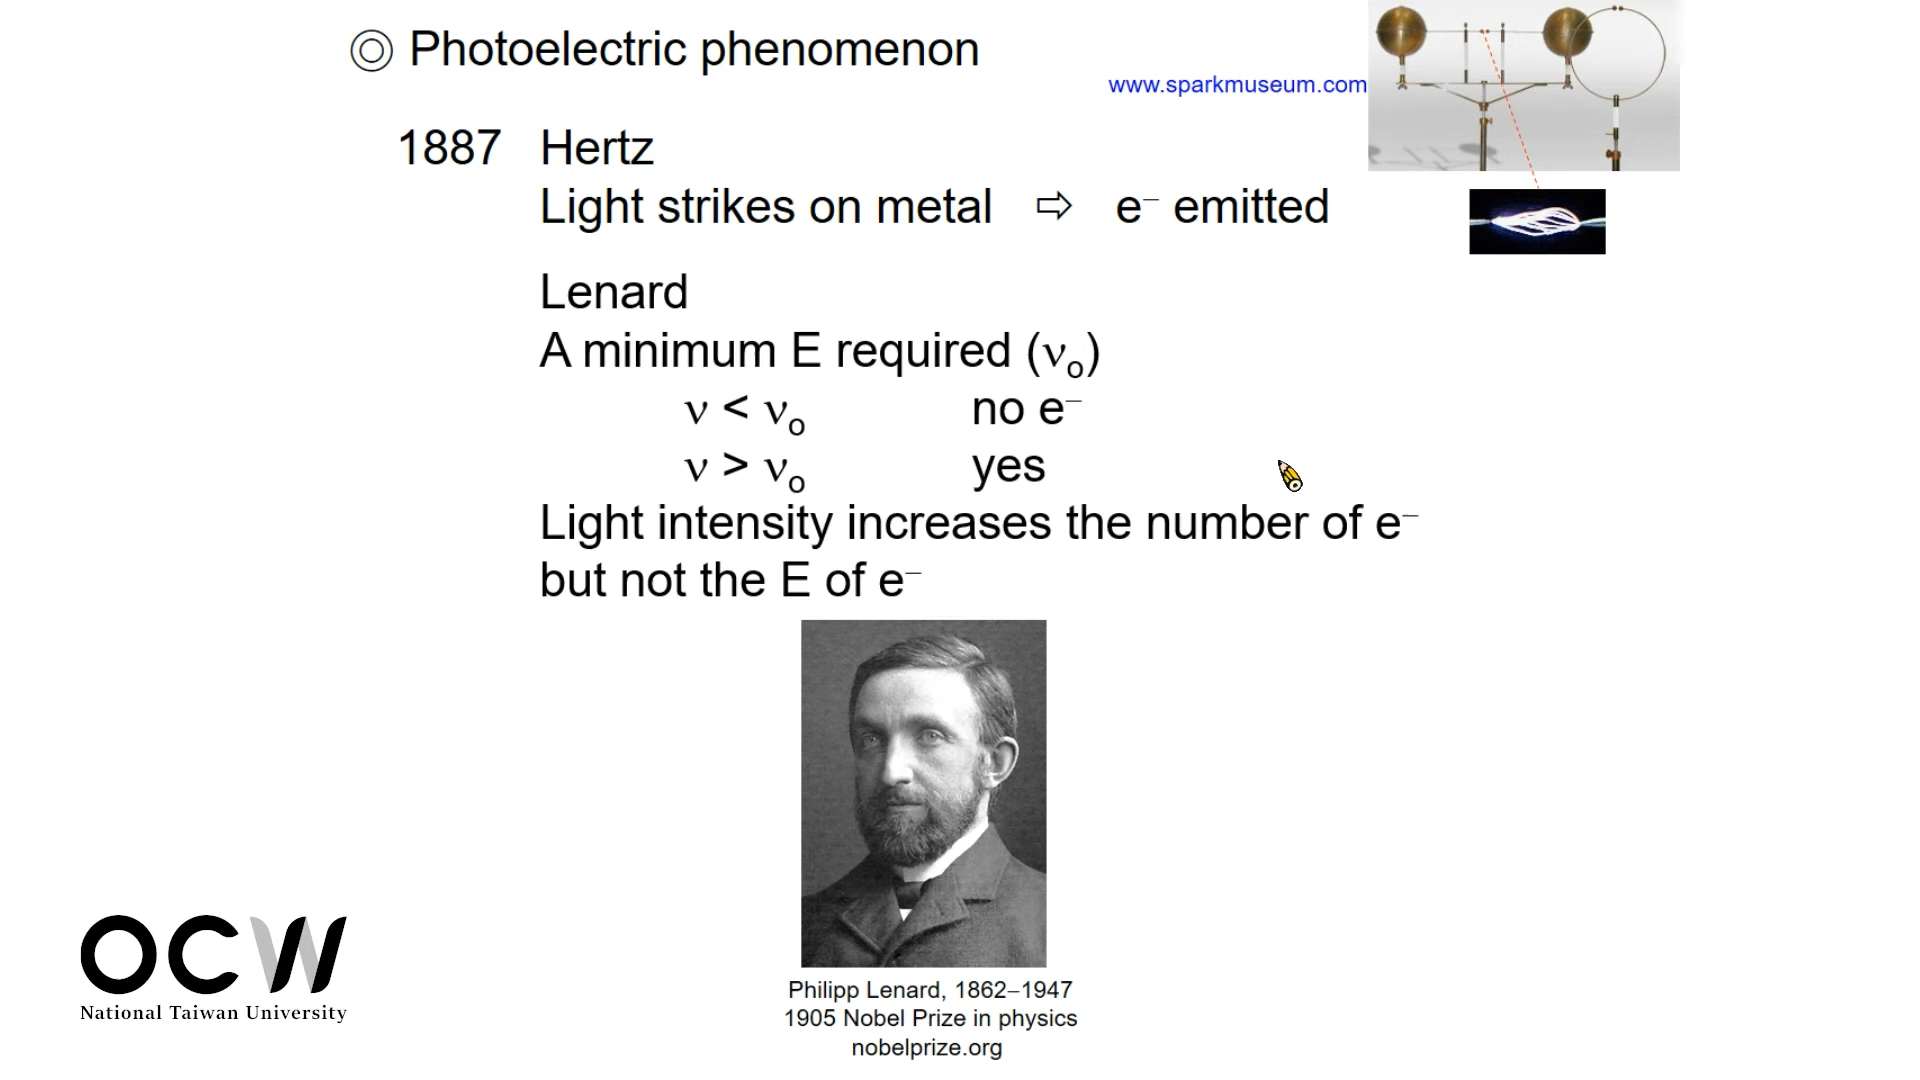 ◎ Photoelectric phenomenon
www.sparkmuseum.com
1887 Hertz
Light strikes on metal ⇨ e⁻ emitted
Lenard
A minimum E required (νₒ)
ν < νₒ no e⁻
ν > νₒ yes
Light intensity increases the number of e⁻
but not the E of e⁻
Philipp Lenard, 1862–1947
1905 Nobel Prize in physics
nobelprize.org
OCW
National Taiwan University